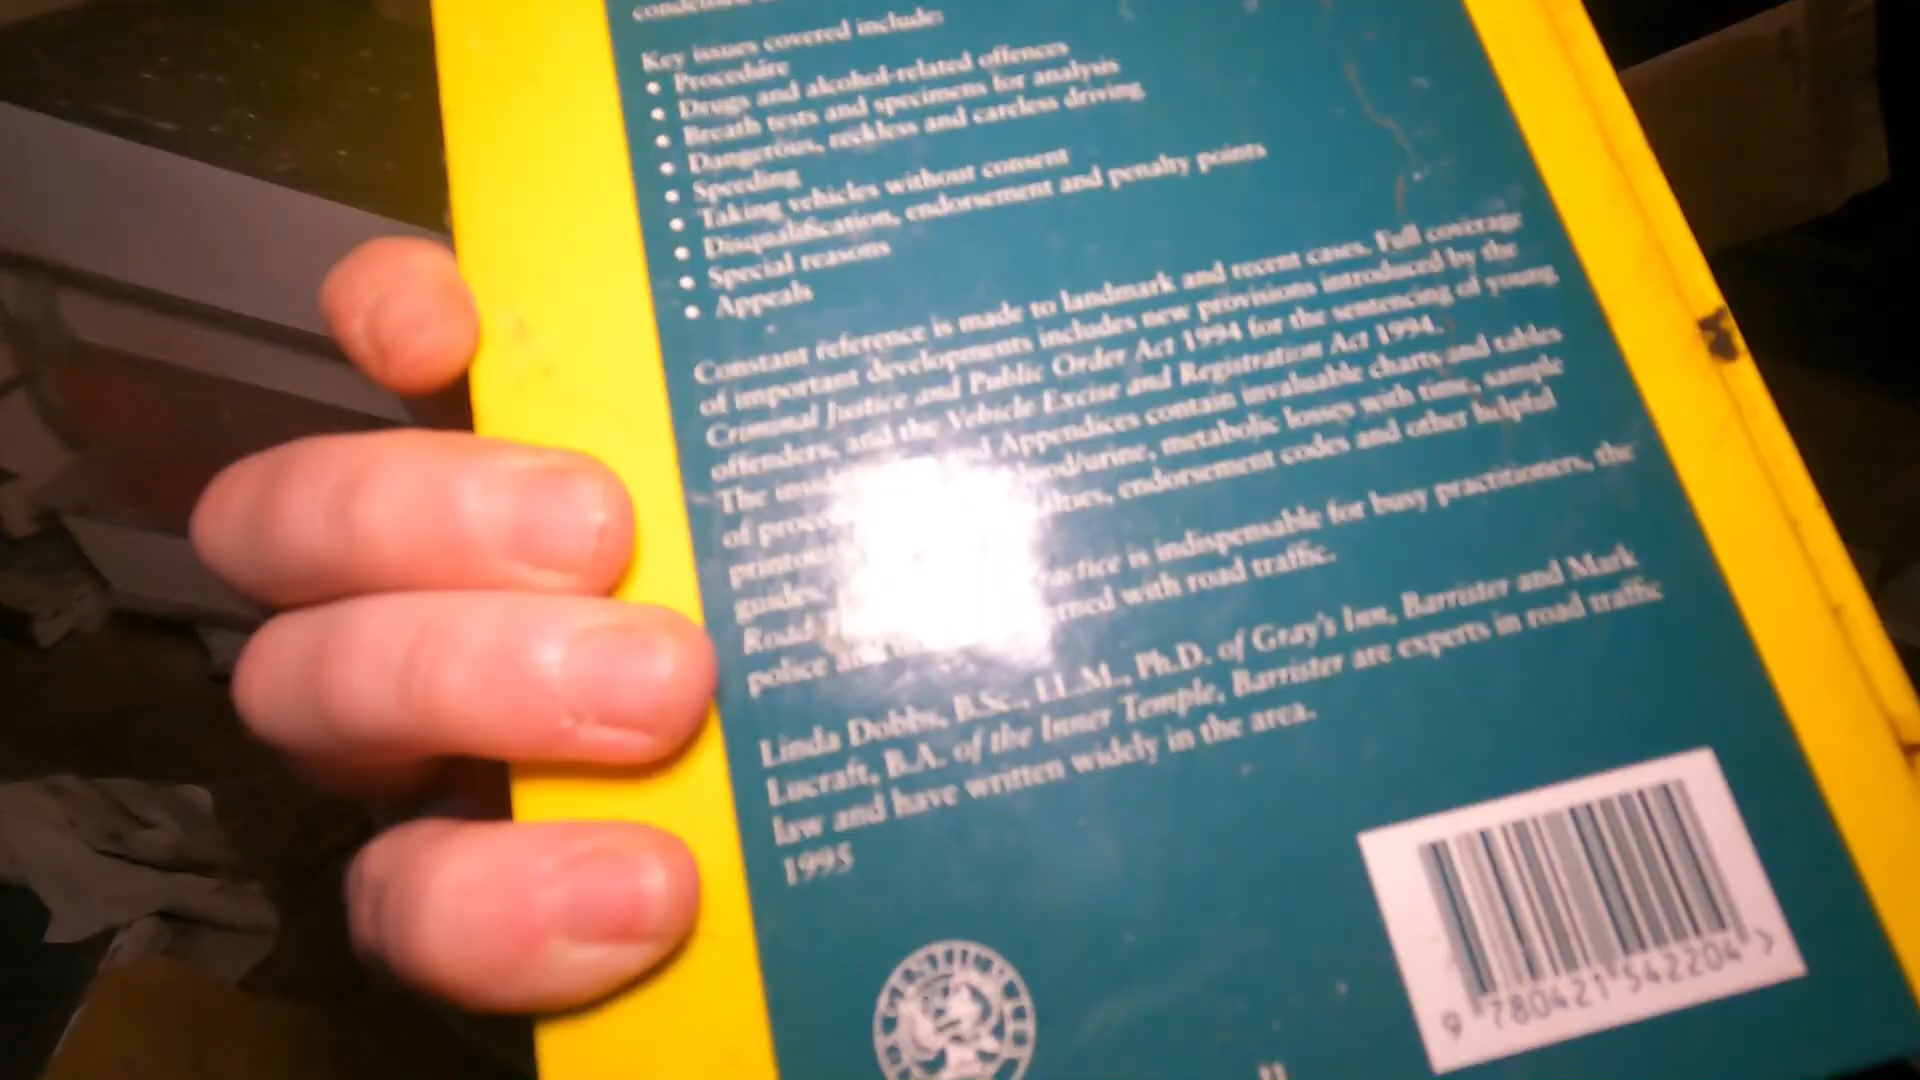 condensed
Key issues covered include:
• Procedure
• Drugs and alcohol-related offences
• Breath tests and specimens for analysis
• Dangerous, reckless and careless driving
• Speeding
• Taking vehicles without consent
• Disqualification, endorsement and penalty points
• Special reasons
• Appeals
Constant reference is made to landmark and recent cases. Full coverage
of important developments includes new provisions introduced by the
Criminal Justice and Public Order Act 1994 for the sentencing of young
offenders, and the Vehicle Excise and Registration Act 1994.
The Appendices contain invaluable charts and tables
of blood/urine, metabolic losses with time, sample
endorsement codes and other helpful
guides.
Road is indispensable for busy practitioners, the
police with road traffic.
Linda Dobbs, B.Sc., LL.M., Ph.D. of Gray's Inn, Barrister and Mark
Lucraft, B.A. of the Inner Temple, Barrister are experts in road traffic
law and have written widely in the area.
1995
9 780421 542204 >